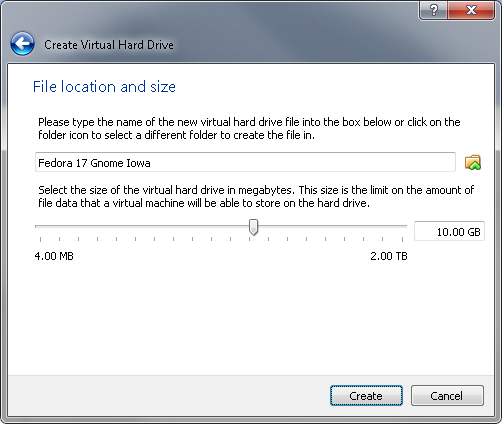 ?
Create Virtual Hard Drive
File location and size
Please type the name of the new virtual hard drive file into the box below or click on the
folder icon to select a different folder to create the file in.
Fedora 17 Gnome Iowa
Select the size of the virtual hard drive in megabytes. This size is the limit on the amount of
file data that a virtual machine will be able to store on the hard drive.
10.00 GB
4.00 MB 2.00 TB
Create Cancel